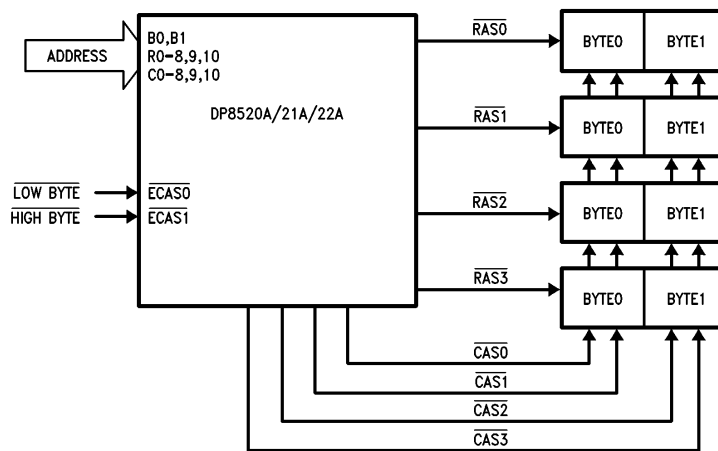 ADDRESS
B0,B1
R0-8,9,10
C0-8,9,10
DP8520A/21A/22A
LOW BYTE
ECAS0
HIGH BYTE
ECAS1
RAS0
BYTE0 BYTE1
RAS1
BYTE0 BYTE1
RAS2
BYTE0 BYTE1
RAS3
BYTE0 BYTE1
CAS0
CAS1
CAS2
CAS3